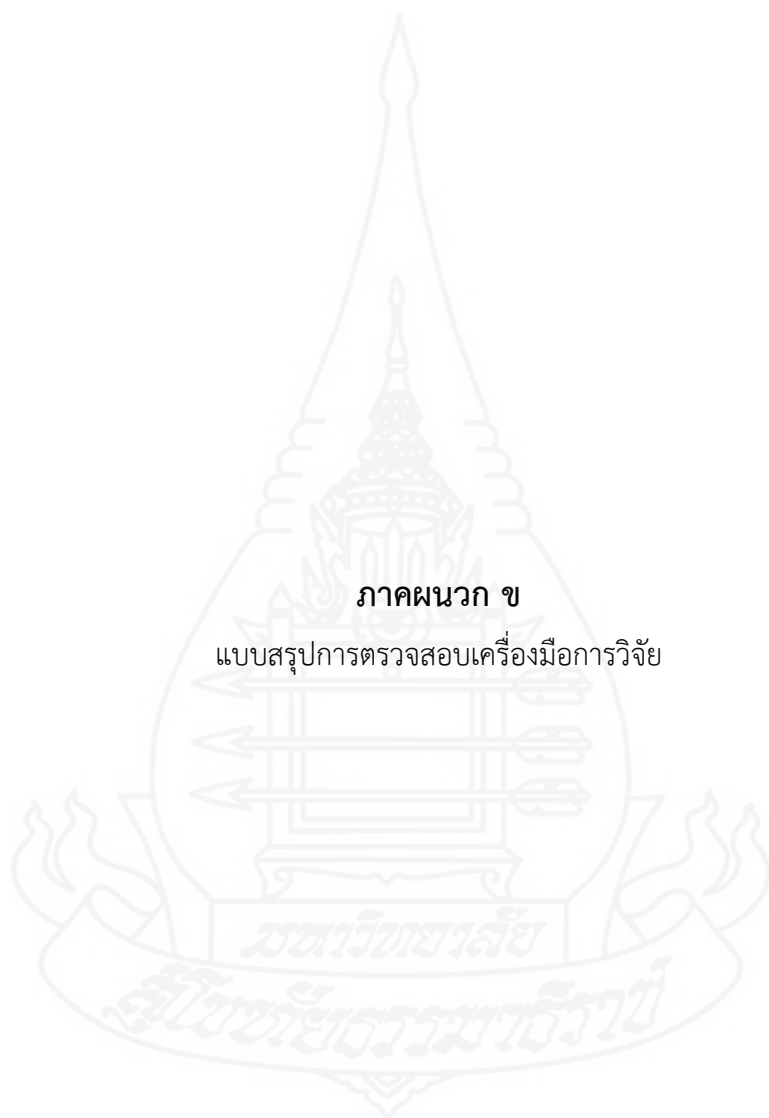 ภาคผนวก ข
แบบสรุปการตรวจสอบเครื่องมือการวิจัย
มหาวิทยาลัย
สุโขทัยธรรมาธิราช